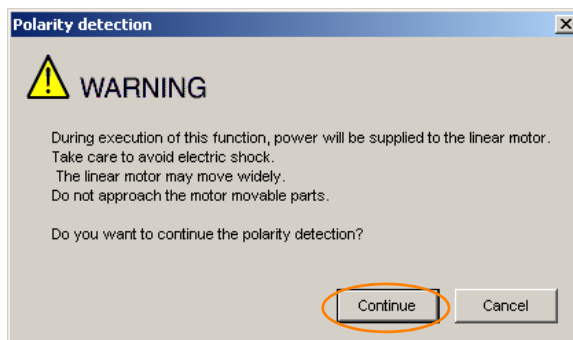 Polarity detection
WARNING
During execution of this function, power will be supplied to the linear motor.
Take care to avoid electric shock.
The linear motor may move widely.
Do not approach the motor movable parts.
Do you want to continue the polarity detection?
Continue Cancel